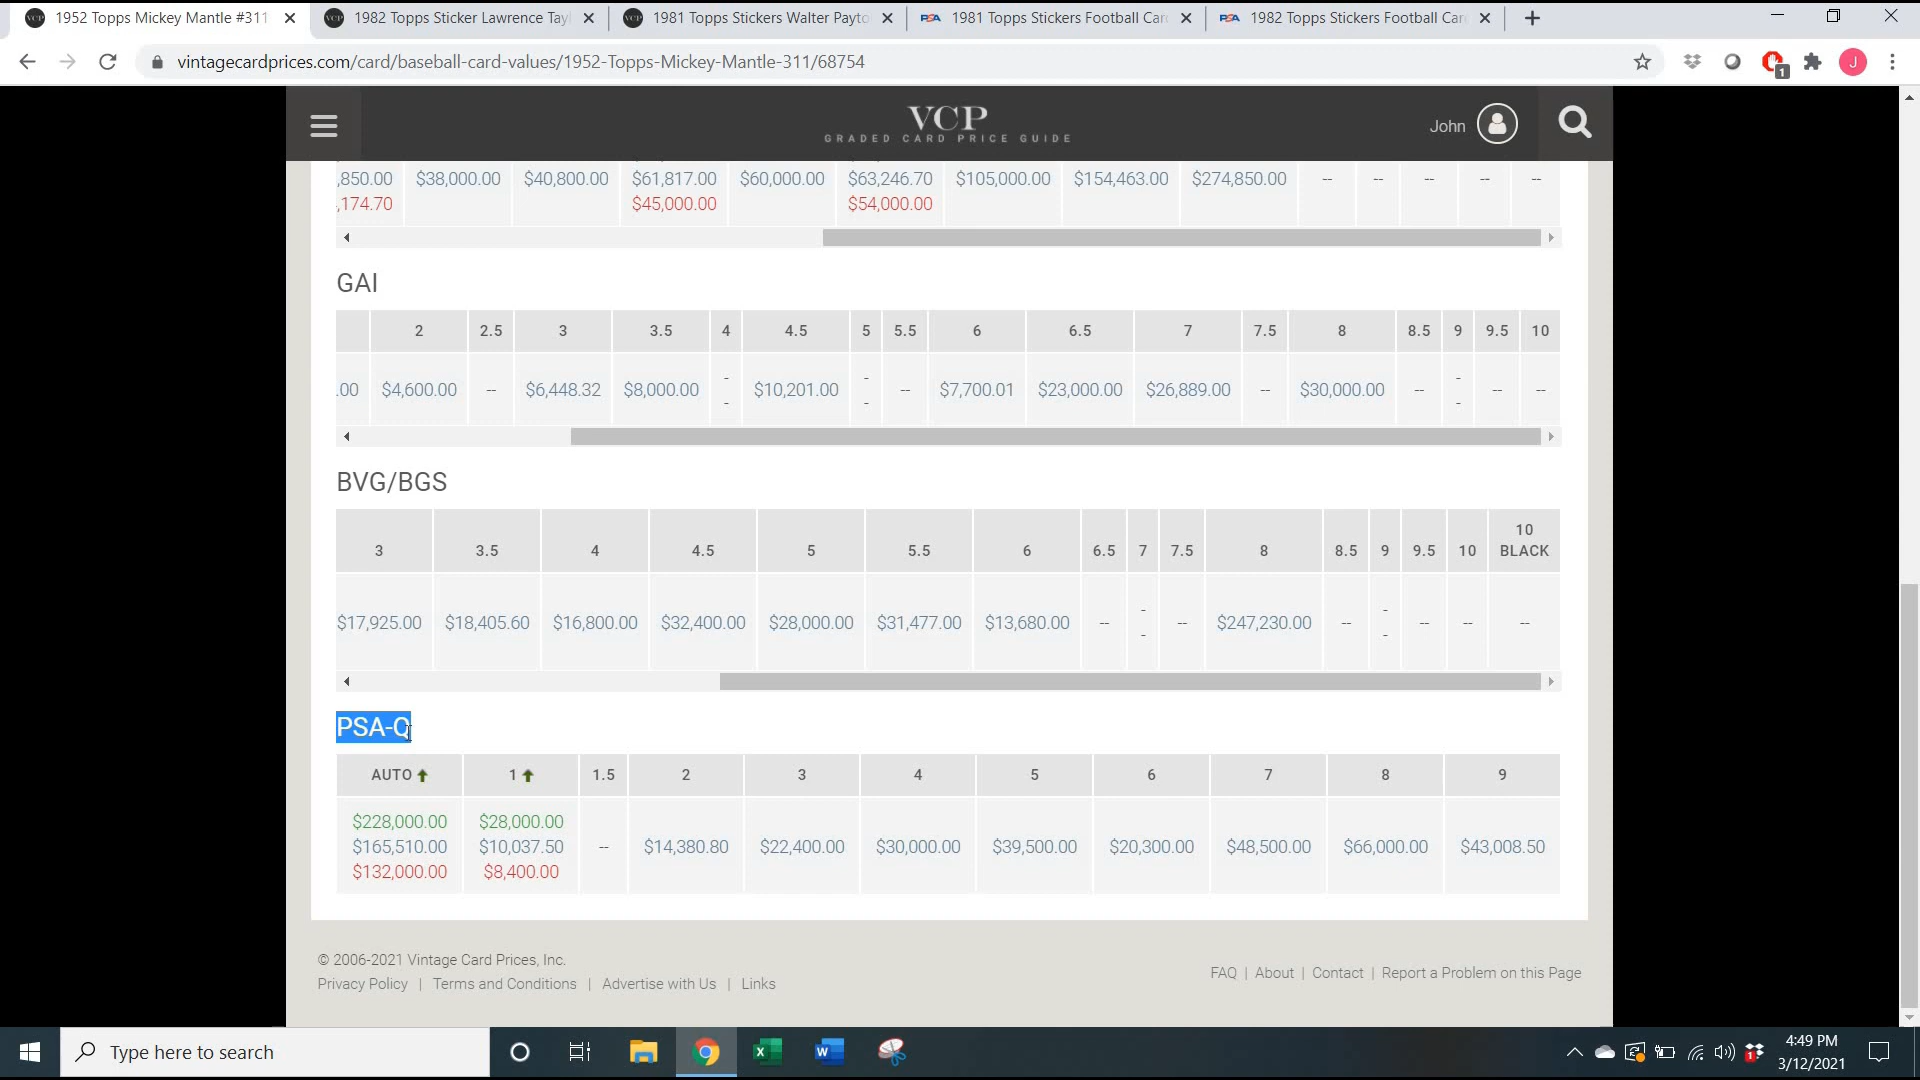 1952 Topps Mickey Mantle #311
1982 Topps Sticker Lawrence Tay
1981 Topps Stickers Walter Payto
PSA 1981 Topps Stickers Football Car
PSA 1982 Topps Stickers Football Car
vintagecardprices.com/card/baseball-card-values/1952-Topps-Mickey-Mantle-311/68754
1
J
VCP
GRADED CARD PRICE GUIDE
John
,850.00 $38,000.00 $40,800.00 $61,817.00 $60,000.00 $63,246.70 $105,000.00 $154,463.00 $274,850.00 -- -- -- -- --
,174.70 $45,000.00 $54,000.00
GAI
2 2.5 3 3.5 4 4.5 5 5.5 6 6.5 7 7.5 8 8.5 9 9.5 10
.00 $4,600.00 -- $6,448.32 $8,000.00 -- $10,201.00 -- -- $7,700.01 $23,000.00 $26,889.00 -- $30,000.00 -- -- -- --
BVG/BGS
3 3.5 4 4.5 5 5.5 6 6.5 7 7.5 8 8.5 9 9.5 10 10 BLACK
$17,925.00 $18,405.60 $16,800.00 $32,400.00 $28,000.00 $31,477.00 $13,680.00 -- -- -- $247,230.00 -- -- -- -- --
PSA-Q
AUTO 1 1.5 2 3 4 5 6 7 8 9
$228,000.00 $28,000.00
$165,510.00 $10,037.50 -- $14,380.80 $22,400.00 $30,000.00 $39,500.00 $20,300.00 $48,500.00 $66,000.00 $43,008.50
$132,000.00 $8,400.00
© 2006-2021 Vintage Card Prices, Inc.
Privacy Policy | Terms and Conditions | Advertise with Us | Links
FAQ | About | Contact | Report a Problem on this Page
Type here to search
4:49 PM
3/12/2021